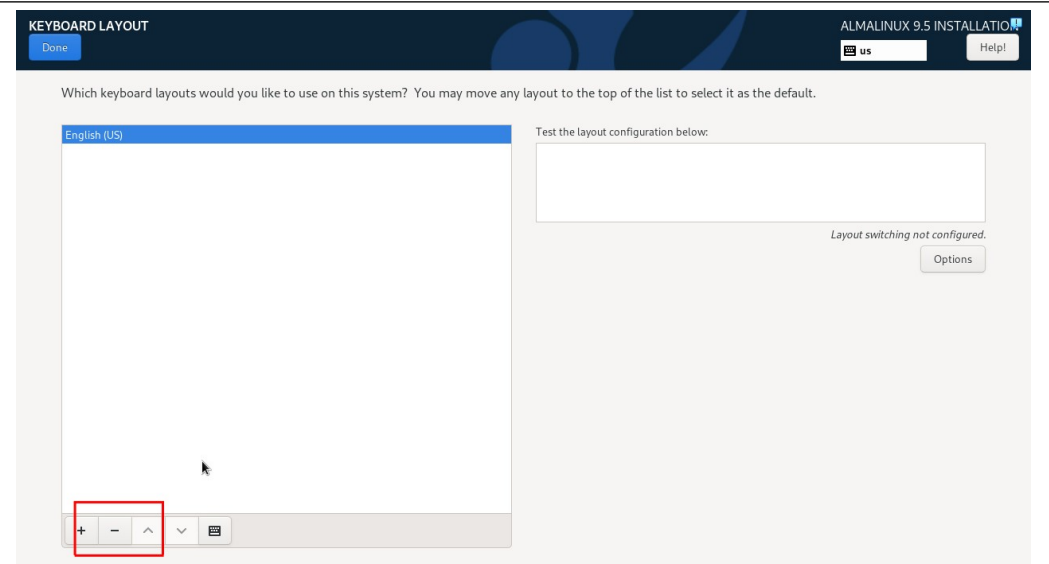 KEYBOARD LAYOUT
ALMALINUX 9.5 INSTALLATIO
Done
us
Help!
Which keyboard layouts would you like to use on this system? You may move any layout to the top of the list to select it as the default.
English (US)
Test the layout configuration below:
Layout switching not configured.
Options